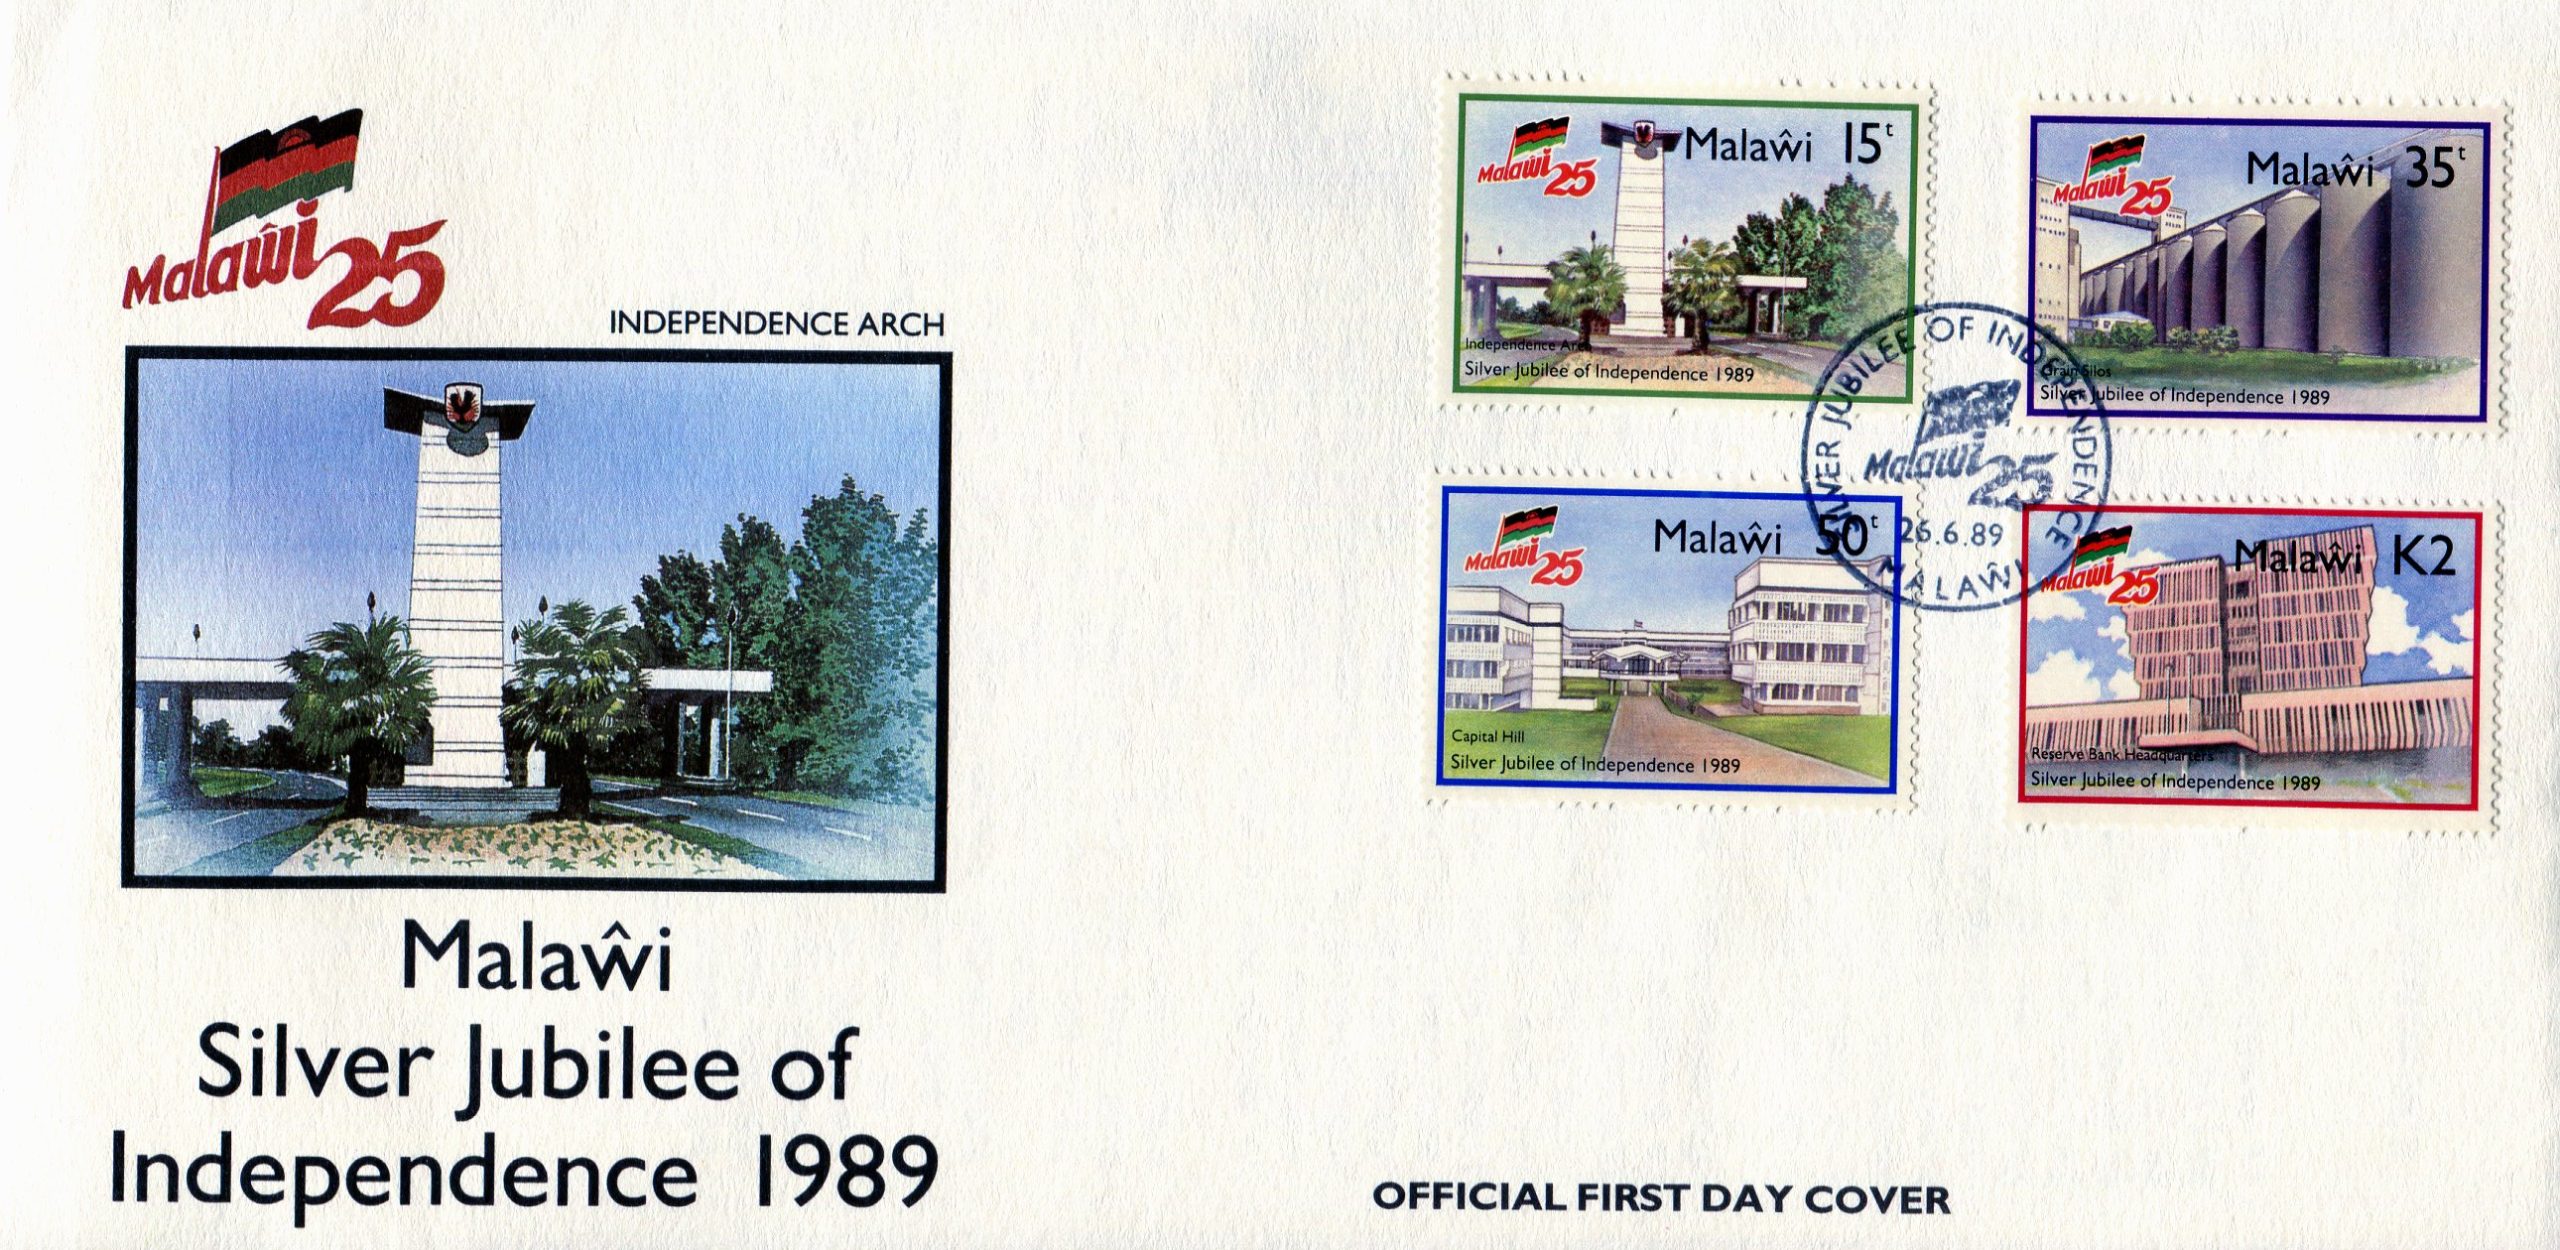 Malaŵi 25
INDEPENDENCE ARCH
Malaŵi
Silver Jubilee of
Independence 1989
Malaŵi 25
Malaŵi 15t
Independence Arch
Silver Jubilee of Independence 1989
Malaŵi 25
Malaŵi 35t
Grain Silos
Silver Jubilee of Independence 1989
Malaŵi 25
Malaŵi 50t
Capital Hill
Silver Jubilee of Independence 1989
Malaŵi 25
Malaŵi K2
Reserve Bank Headquarters
Silver Jubilee of Independence 1989
SILVER JUBILEE OF INDEPENDENCE
Malaŵi 25
26.6.89
MALAŴI
OFFICIAL FIRST DAY COVER